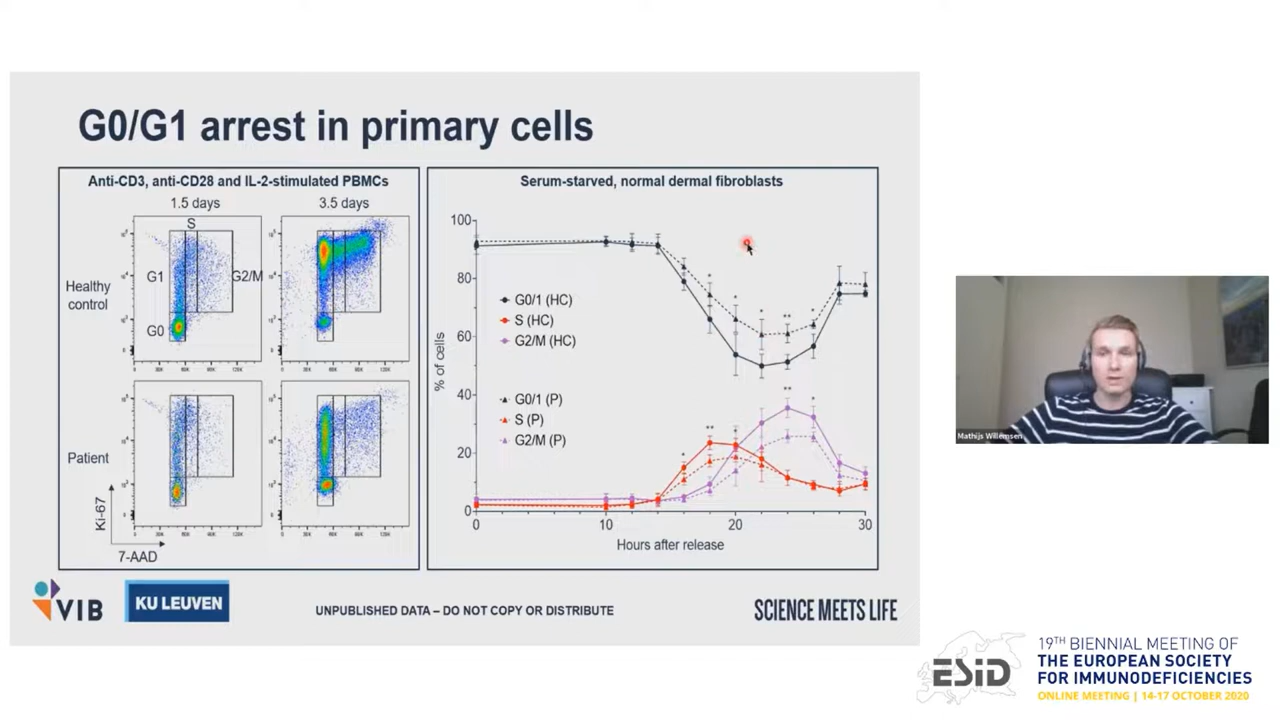 G0/G1 arrest in primary cells
Anti-CD3, anti-CD28 and IL-2-stimulated PBMCs
1.5 days
3.5 days
S
G1
G2/M
G0
Healthy
control
Patient
Ki-67
7-AAD
Serum-starved, normal dermal fibroblasts
100
80
60
40
20
0
% of cells
G0/1 (HC)
S (HC)
G2/M (HC)
G0/1 (P)
S (P)
G2/M (P)
0
10
20
30
Hours after release
VIB
KU LEUVEN
UNPUBLISHED DATA – DO NOT COPY OR DISTRIBUTE
SCIENCE MEETS LIFE
Mathijs Willemsen
ESID
19TH BIENNIAL MEETING OF
THE EUROPEAN SOCIETY
FOR IMMUNODEFICIENCIES
ONLINE MEETING | 14-17 OCTOBER 2020